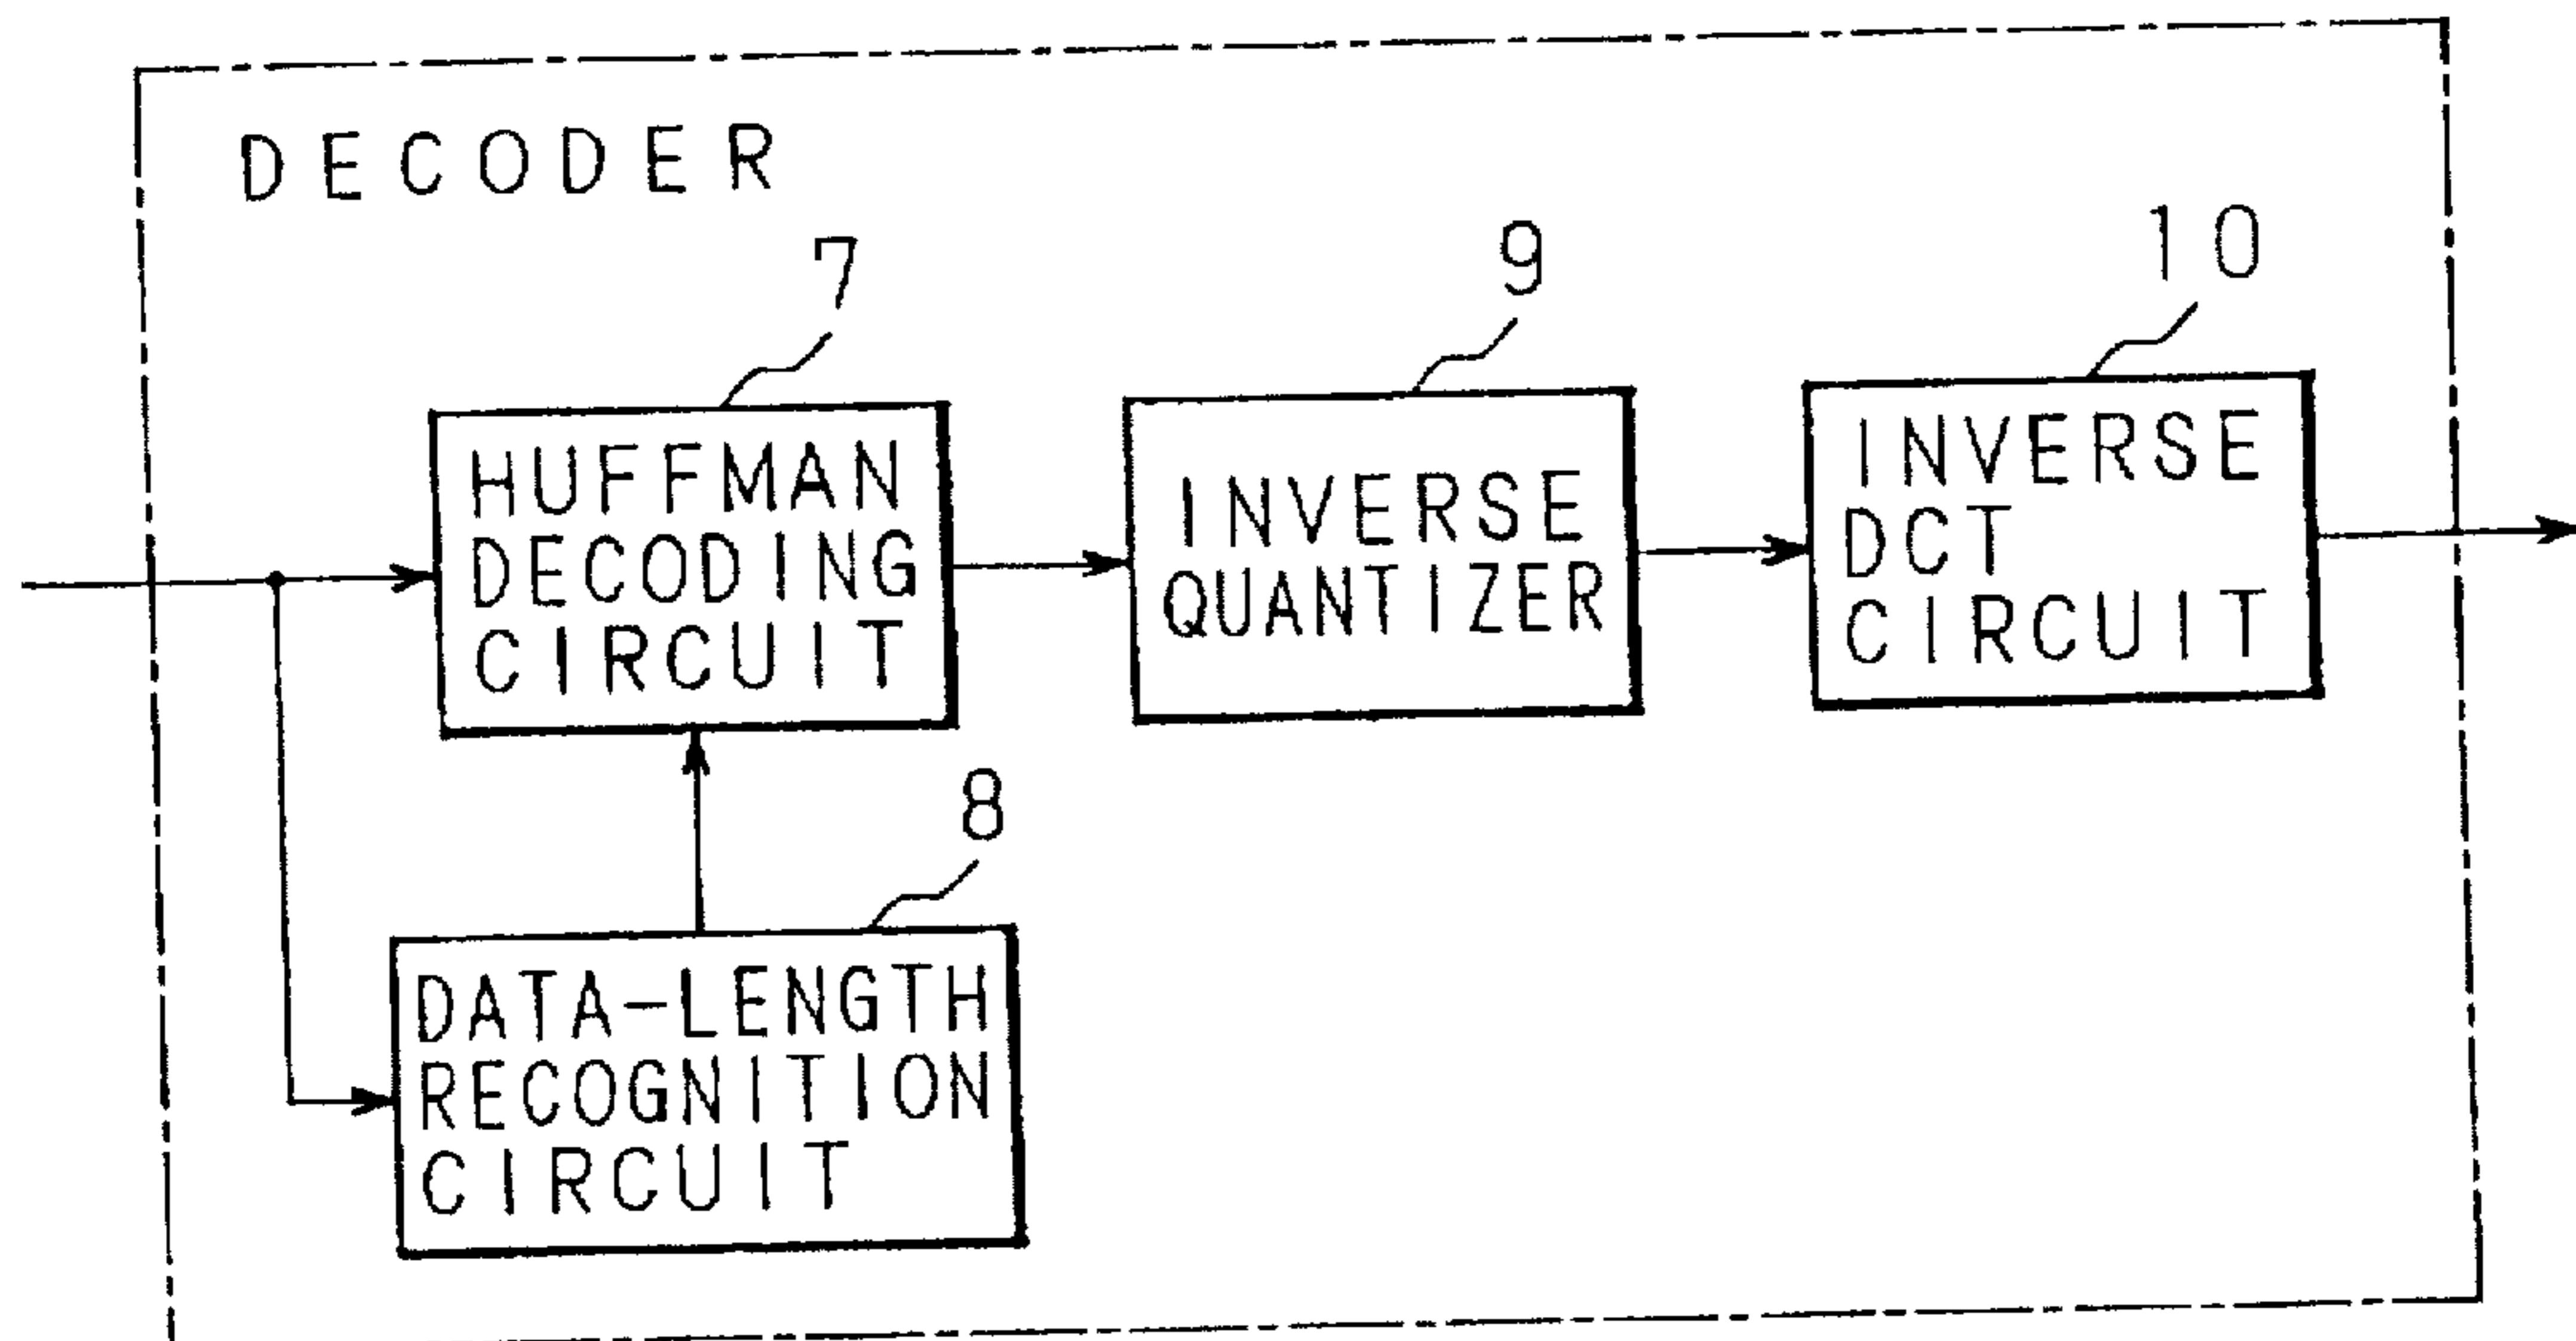 DECODER
7
9
10
HUFFMAN
DECODING
CIRCUIT
INVERSE
QUANTIZER
INVERSE
DCT
CIRCUIT
8
DATA-LENGTH
RECOGNITION
CIRCUIT